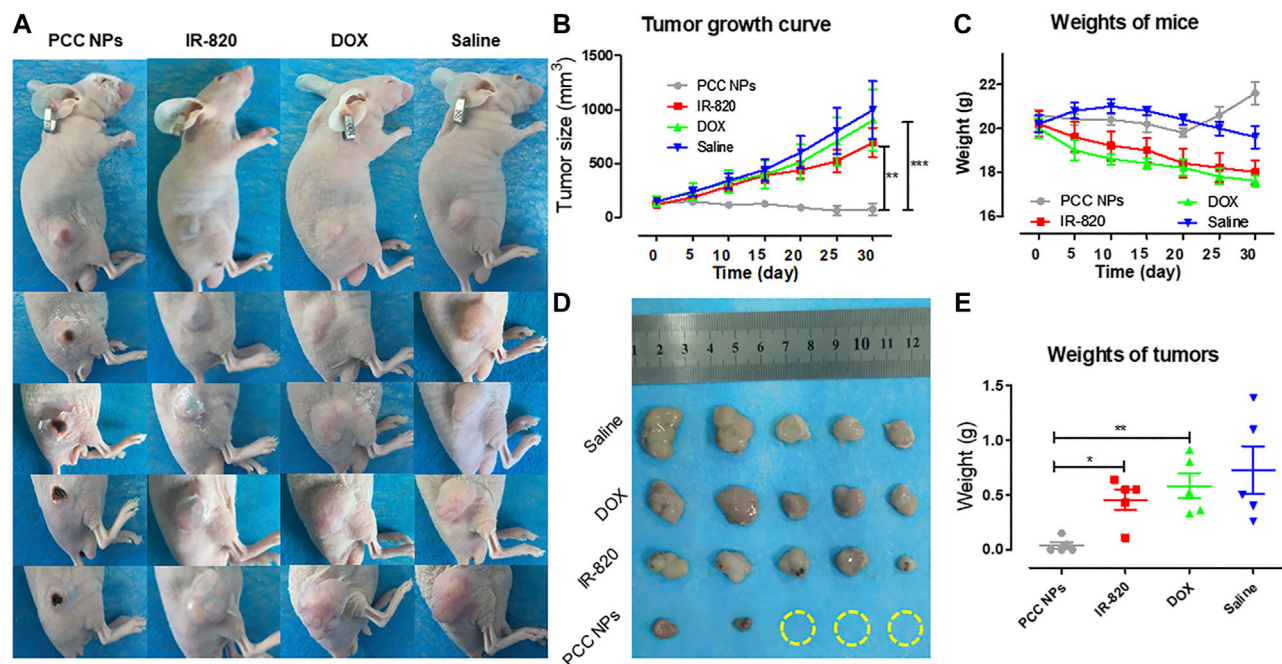 A
PCC NPs IR-820 DOX Saline
B
Tumor growth curve
Tumor size (mm3)
1500
1000
500
0
PCC NPs
IR-820
DOX
Saline
**
***
0 5 10 15 20 25 30
Time (day)
C
Weights of mice
Weight (g)
22
20
18
16
PCC NPs
IR-820
DOX
Saline
0 5 10 15 20 25 30
Time (day)
D
1 2 3 4 5 6 7 8 9 10 11 12
Saline
DOX
IR-820
PCC NPs
E
Weights of tumors
Weight (g)
1.5
1.0
0.5
0.0
**
*
PCC NPs
IR-820
DOX
Saline